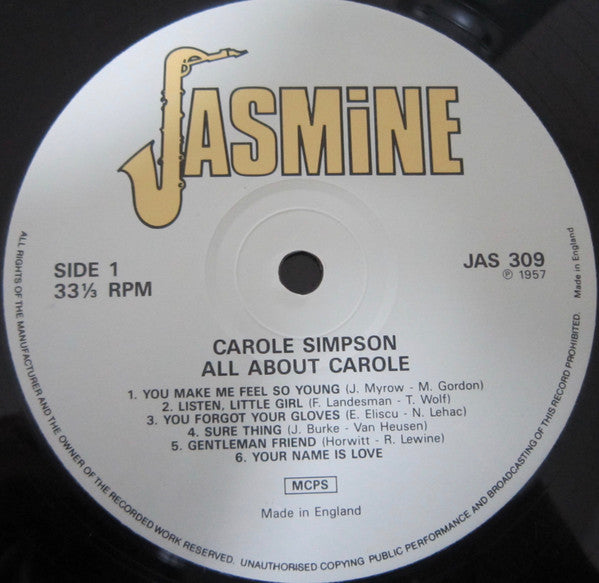 JASMiNE
SIDE 1
33⅓ RPM
JAS 309
℗ 1957
Made in England
CAROLE SIMPSON
ALL ABOUT CAROLE
1. YOU MAKE ME FEEL SO YOUNG (J. Myrow - M. Gordon)
2. LISTEN, LITTLE GIRL (F. Landesman - T. Wolf)
3. YOU FORGOT YOUR GLOVES (E. Eliscu - N. Lehac)
4. SURE THING (J. Burke - Van Heusen)
5. GENTLEMAN FRIEND (Horwitt - R. Lewine)
6. YOUR NAME IS LOVE
MCPS
Made in England
ALL RIGHTS OF THE MANUFACTURER AND THE OWNER OF THE RECORDED WORK RESERVED. UNAUTHORISED COPYING PUBLIC PERFORMANCE AND BROADCASTING OF THIS RECORD PROHIBITED.